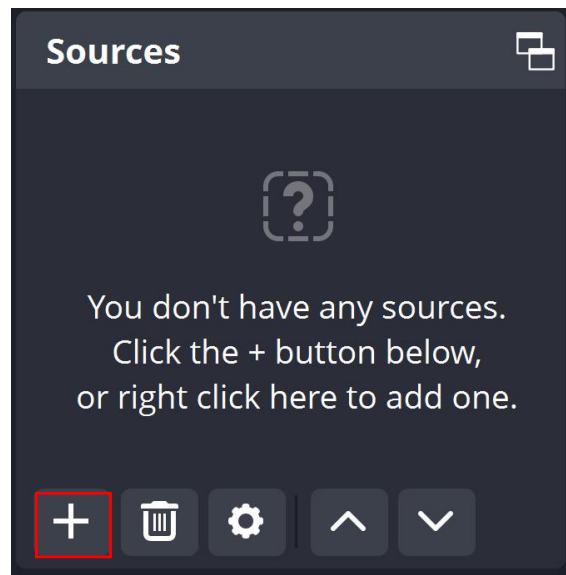 Sources
You don't have any sources.
Click the + button below,
or right click here to add one.